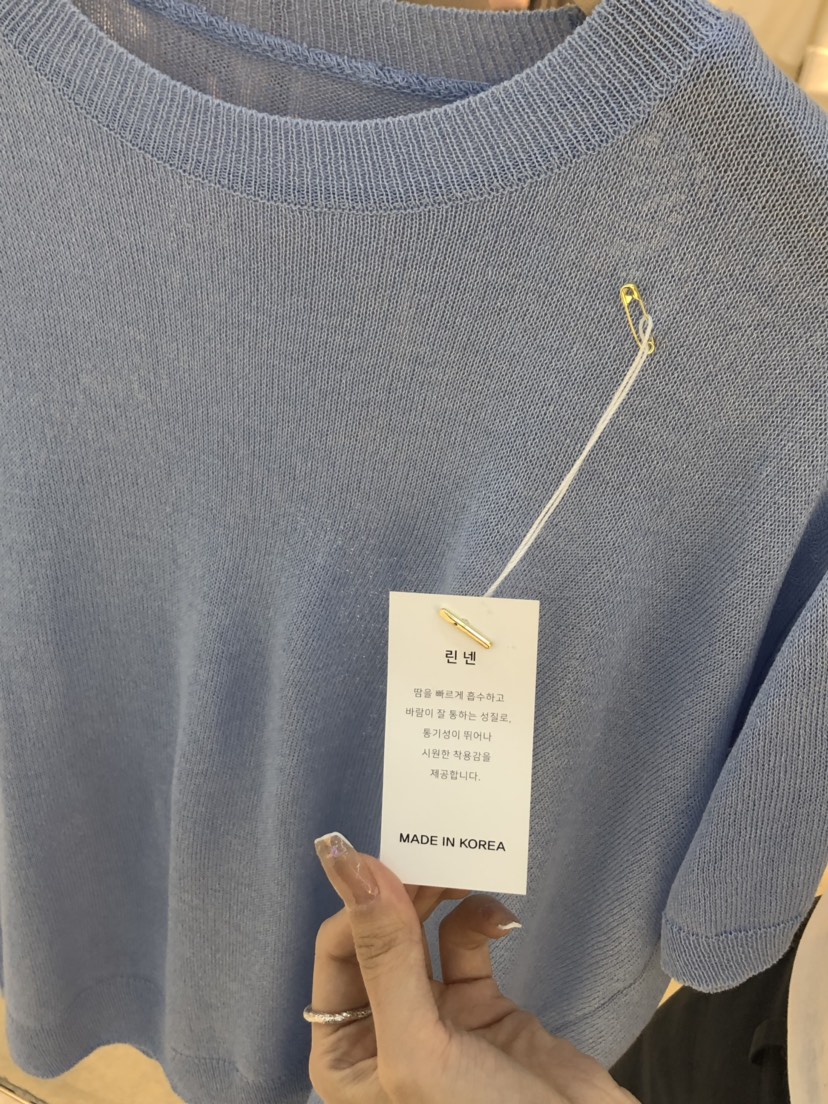 린 넨
땀을 빠르게 흡수하고
바람이 잘 통하는 성질로,
통기성이 뛰어나
시원한 착용감을
제공합니다.
MADE IN KOREA